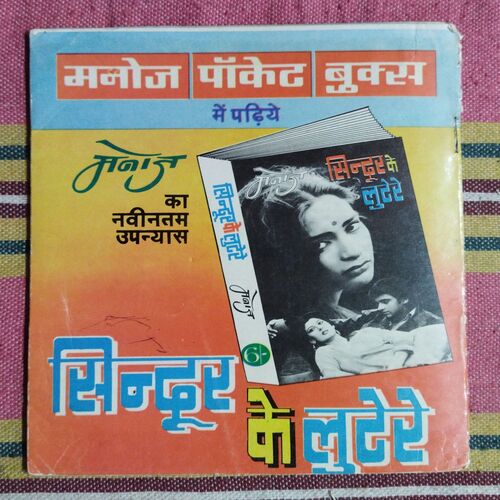 मनोज पॉकेट बुक्स
में पढ़िये
मनोज
का
नवीनतम
उपन्यास
मनोज
सिन्दूर के
लुटेरे
सिन्दूर के लुटेरे
मनोज
6/-
सिन्दूर
के लुटेरे